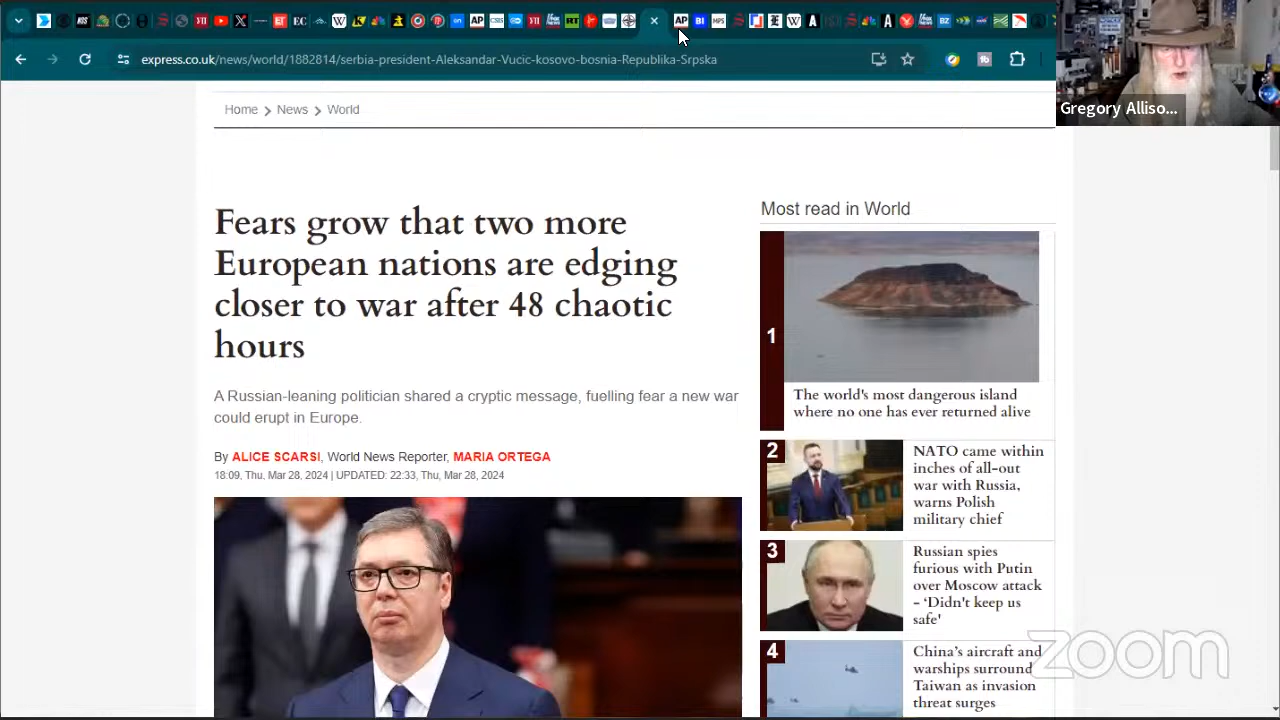 express.co.uk/news/world/1882814/serbia-president-Aleksandar-Vucic-kosovo-bosnia-Republika-Srpska
Gregory Alliso...
Home > News > World
Fears grow that two more
European nations are edging
closer to war after 48 chaotic
hours
A Russian-leaning politician shared a cryptic message, fuelling fear a new war
could erupt in Europe.
By ALICE SCARSI, World News Reporter, MARIA ORTEGA
18:09, Thu, Mar 28, 2024 | UPDATED: 22:33, Thu, Mar 28, 2024
Most read in World
1
The world's most dangerous island
where no one has ever returned alive
2
NATO came within
inches of all-out
war with Russia,
warns Polish
military chief
3
Russian spies
furious with Putin
over Moscow attack
- 'Didn't keep us
safe'
4
China's aircraft and
warships surround
Taiwan as invasion
threat surges
zoom